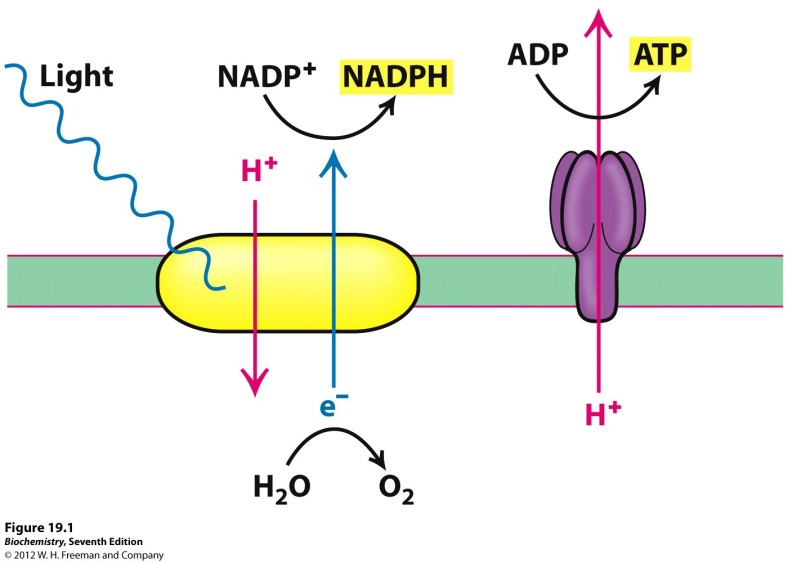 Light
NADP⁺ NADPH
ADP ATP
H⁺
e⁻
H₂O O₂
H⁺
Figure 19.1
Biochemistry, Seventh Edition
© 2012 W. H. Freeman and Company